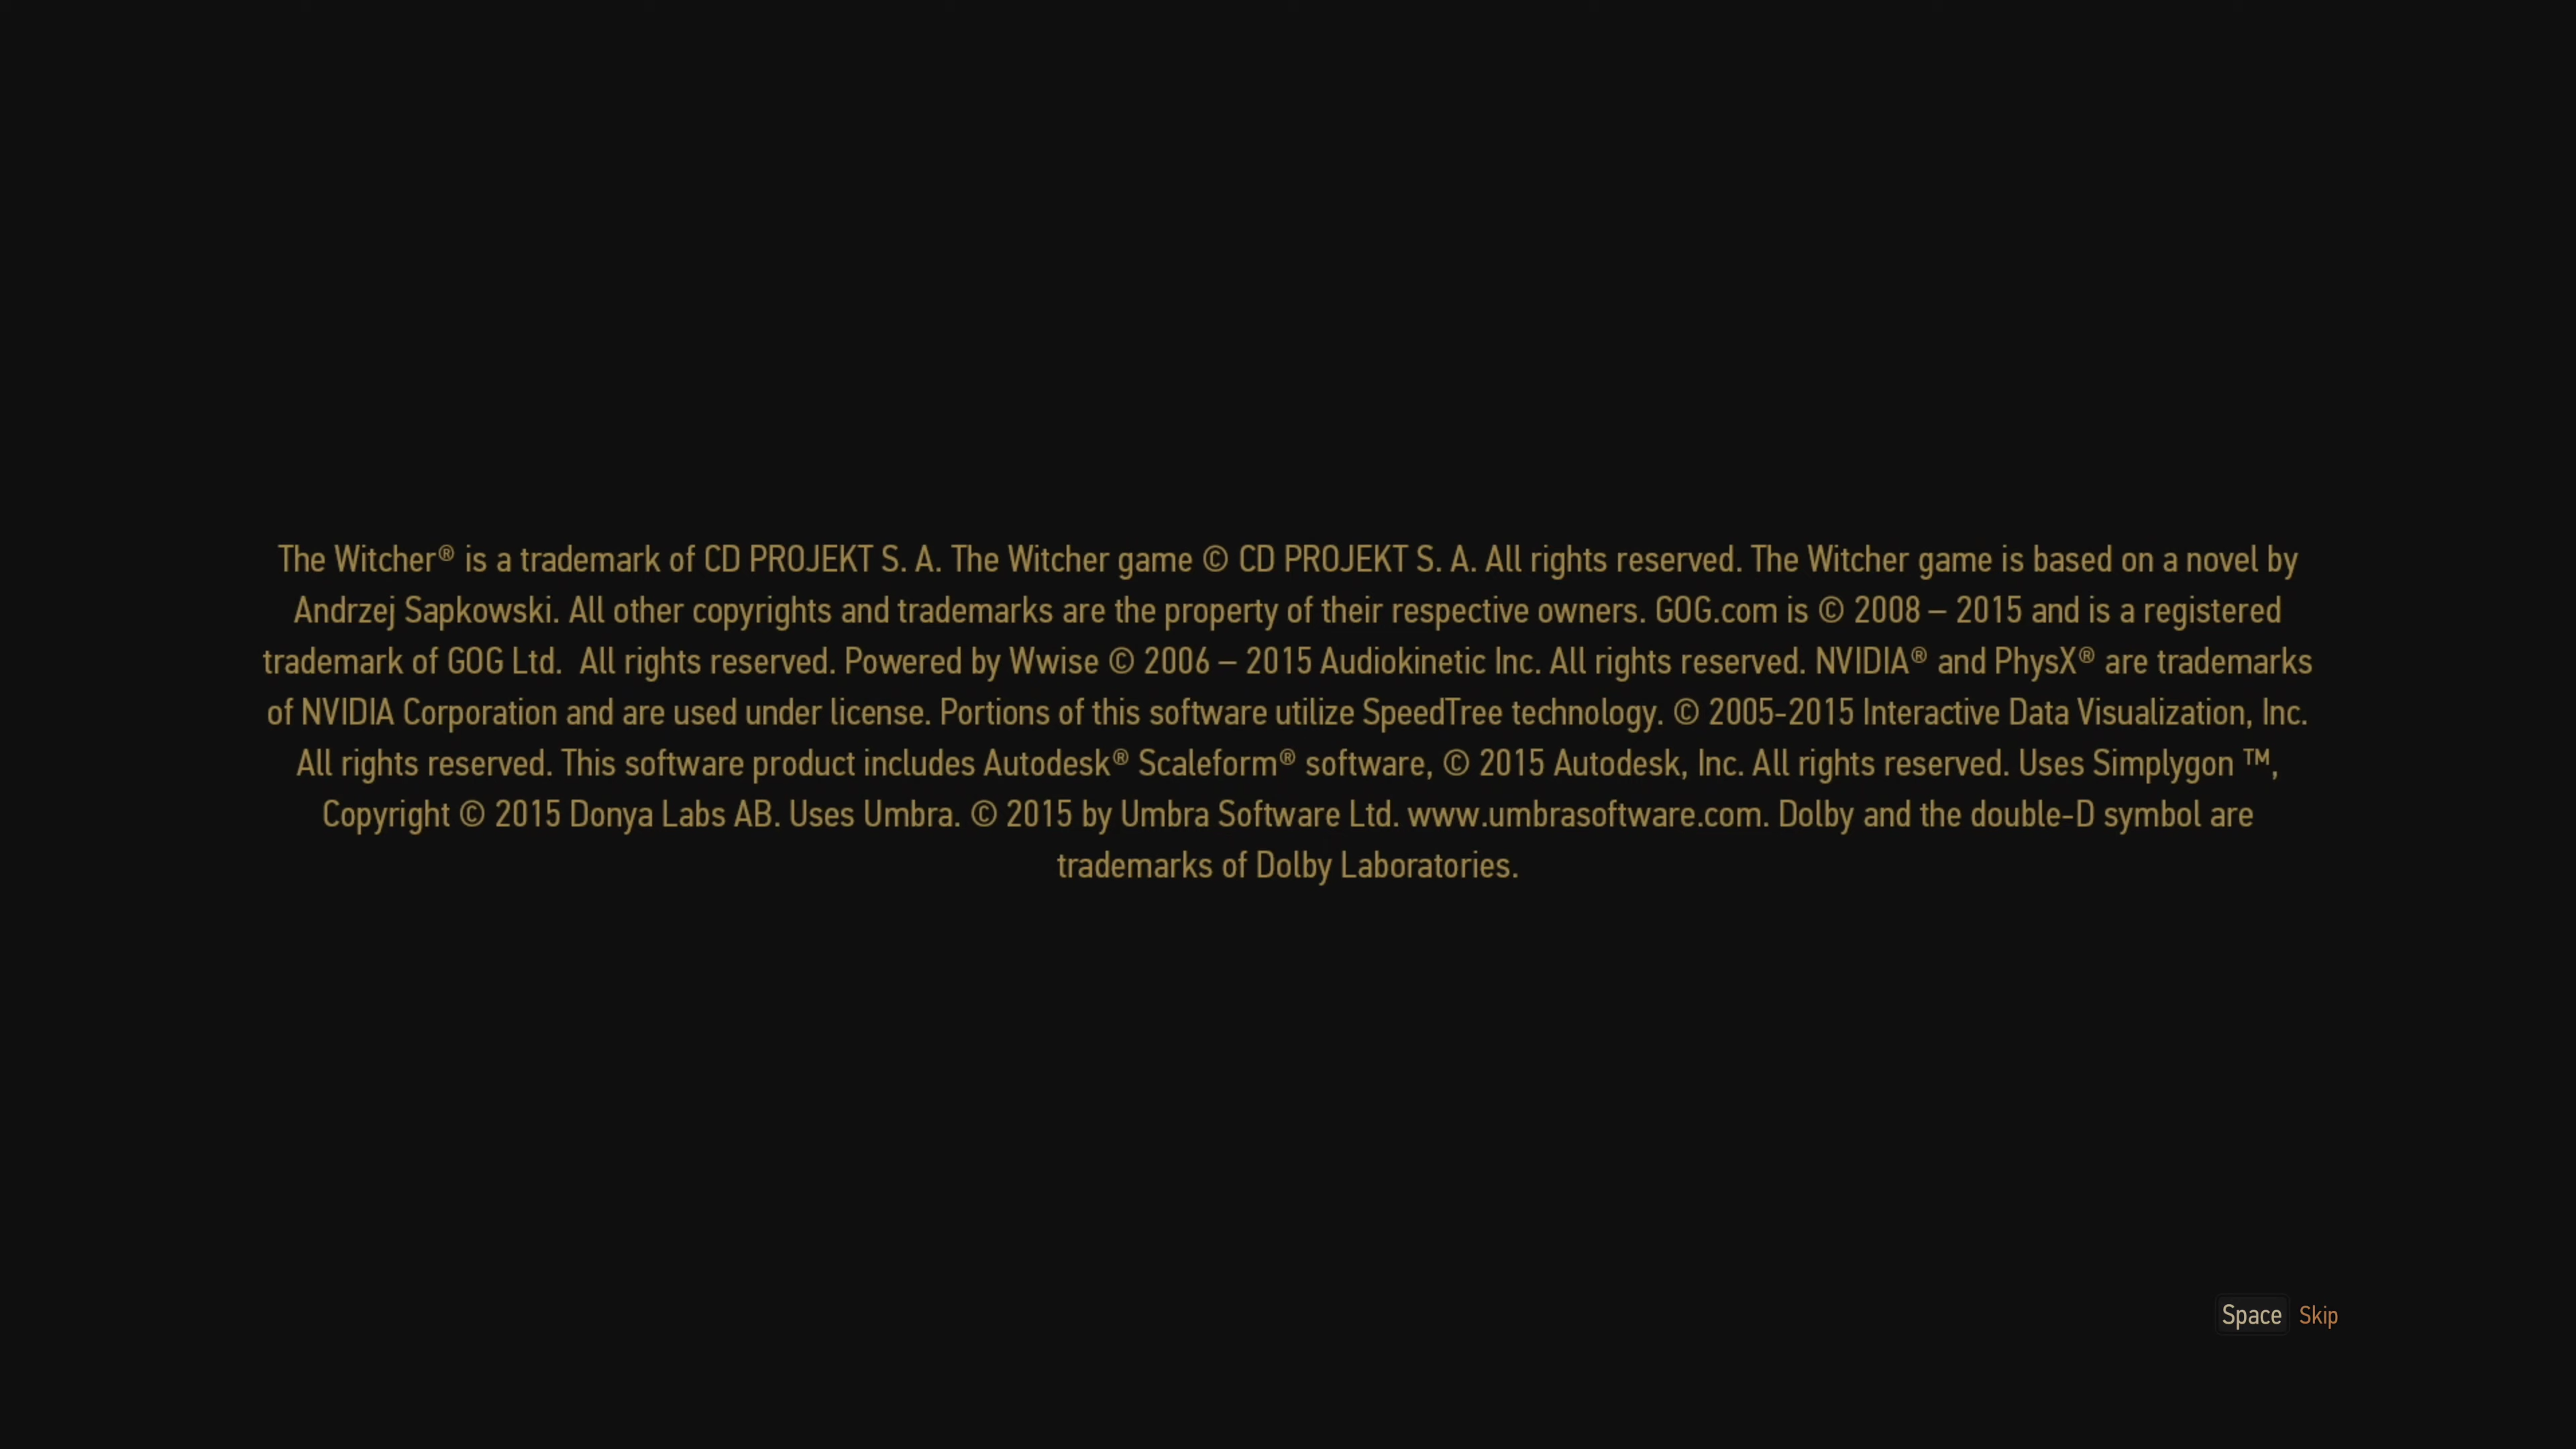 The Witcher® is a trademark of CD PROJEKT S. A. The Witcher game © CD PROJEKT S. A. All rights reserved. The Witcher game is based on a novel by
Andrzej Sapkowski. All other copyrights and trademarks are the property of their respective owners. GOG.com is © 2008 – 2015 and is a registered
trademark of GOG Ltd.  All rights reserved. Powered by Wwise © 2006 – 2015 Audiokinetic Inc. All rights reserved. NVIDIA® and PhysX® are trademarks
of NVIDIA Corporation and are used under license. Portions of this software utilize SpeedTree technology. © 2005-2015 Interactive Data Visualization, Inc.
All rights reserved. This software product includes Autodesk® Scaleform® software, © 2015 Autodesk, Inc. All rights reserved. Uses Simplygon ™,
Copyright © 2015 Donya Labs AB. Uses Umbra. © 2015 by Umbra Software Ltd. www.umbrasoftware.com. Dolby and the double-D symbol are
trademarks of Dolby Laboratories.
Space Skip